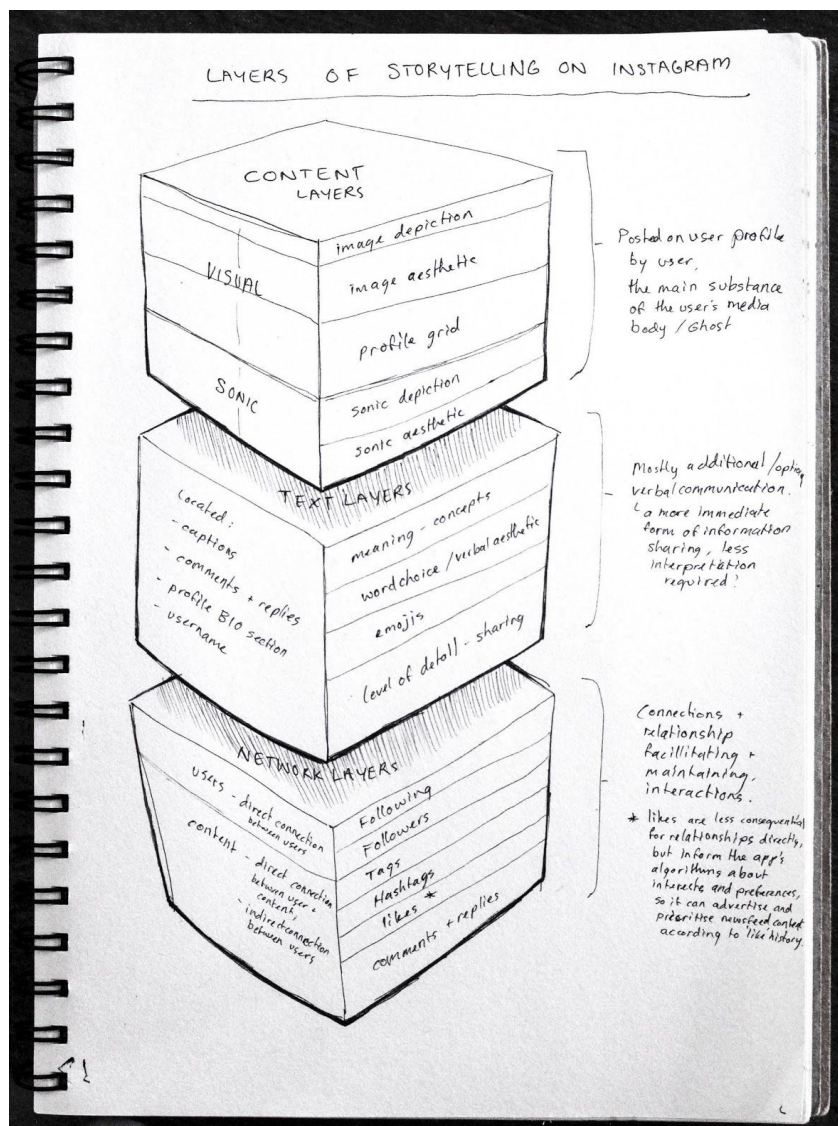 LAYERS OF STORYTELLING ON INSTAGRAM
CONTENT
LAYERS
VISUAL
SONIC
image depiction
image aesthetic
profile grid
sonic depiction
sonic aesthetic
Posted on user profile
by user,
the main substance
of the user's media
body / Ghost
TEXT LAYERS
Located:
- captions
- comments + replies
- profile BIO section
- username
meaning - concepts
word choice / verbal aesthetic
emojis
level of detail - sharing
Mostly additional /
verbal communication.
a more immediate
form of information
sharing, less
interpretation
required?
NETWORK LAYERS
users - direct connection
between users
content - direct connection
between user +
content,
- indirect connection
between users
Following
Followers
Tags
Hashtags
likes *
comments + replies
Connections +
relationship
facillitating +
maintaining,
interactions.
* likes are less consequential
for relationships directly,
but inform the app's
algorithms about
interests and preferences,
so it can advertise and
prioritise newsfeed content
according to 'like' history.